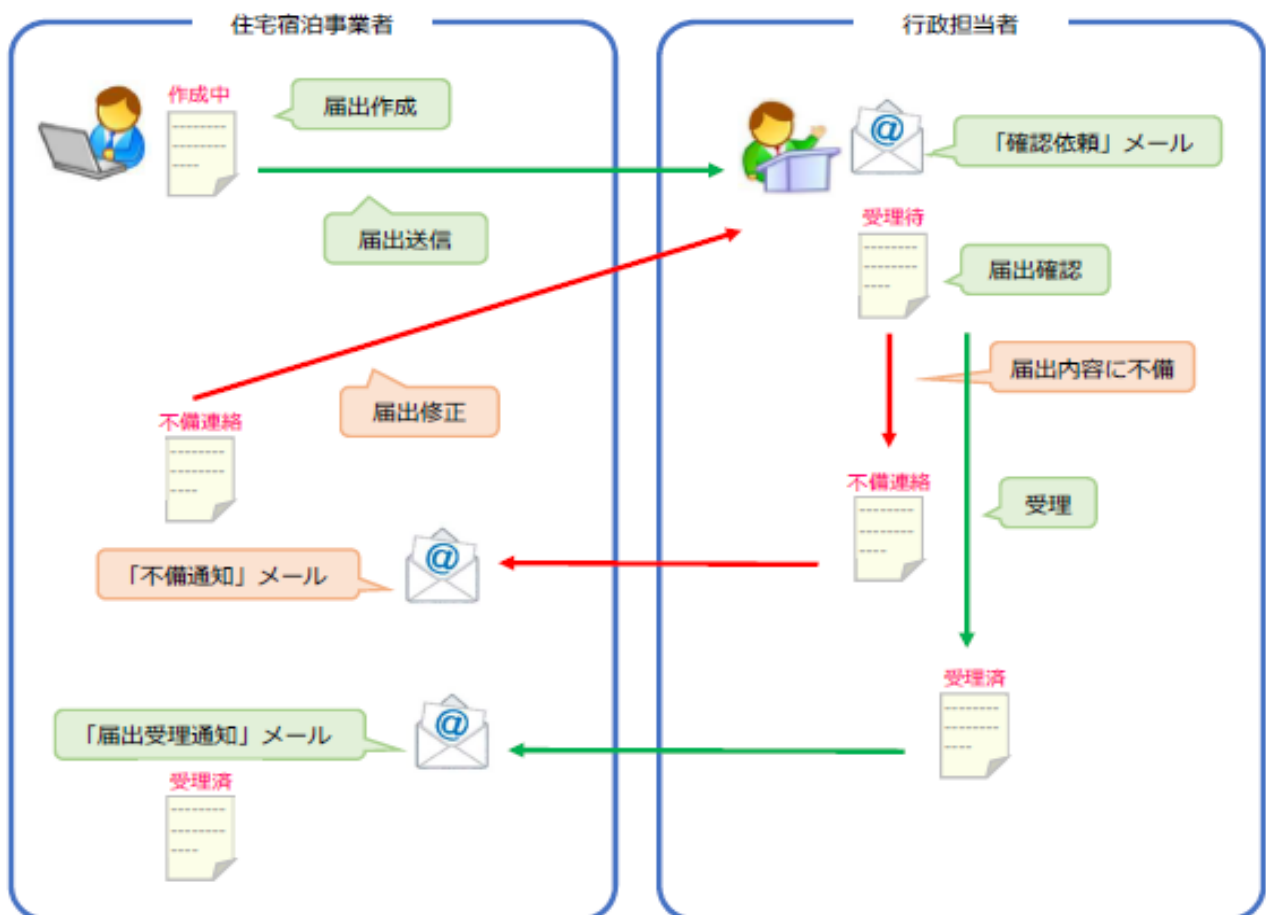 住宅宿泊事業者
行政担当者
作成中
届出作成
@
「確認依頼」メール
届出送信
受理待
届出確認
届出内容に不備
届出修正
不備連絡
不備連絡
受理
@
「不備通知」メール
受理済
@
「届出受理通知」メール
受理済